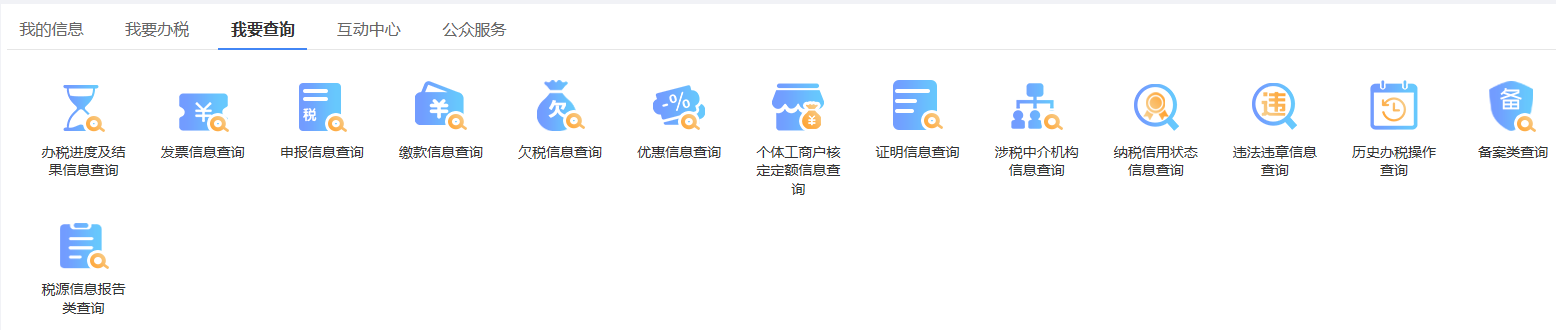 我的信息 我要办税 我要查询 互动中心 公众服务
税 欠 -% 违 备
办税进度及结果信息查询
发票信息查询
申报信息查询
缴款信息查询
欠税信息查询
优惠信息查询
个体工商户核定定额信息查询
证明信息查询
涉税中介机构信息查询
纳税信用状态信息查询
违法违章信息查询
历史办税操作查询
备案类查询
税源信息报告类查询